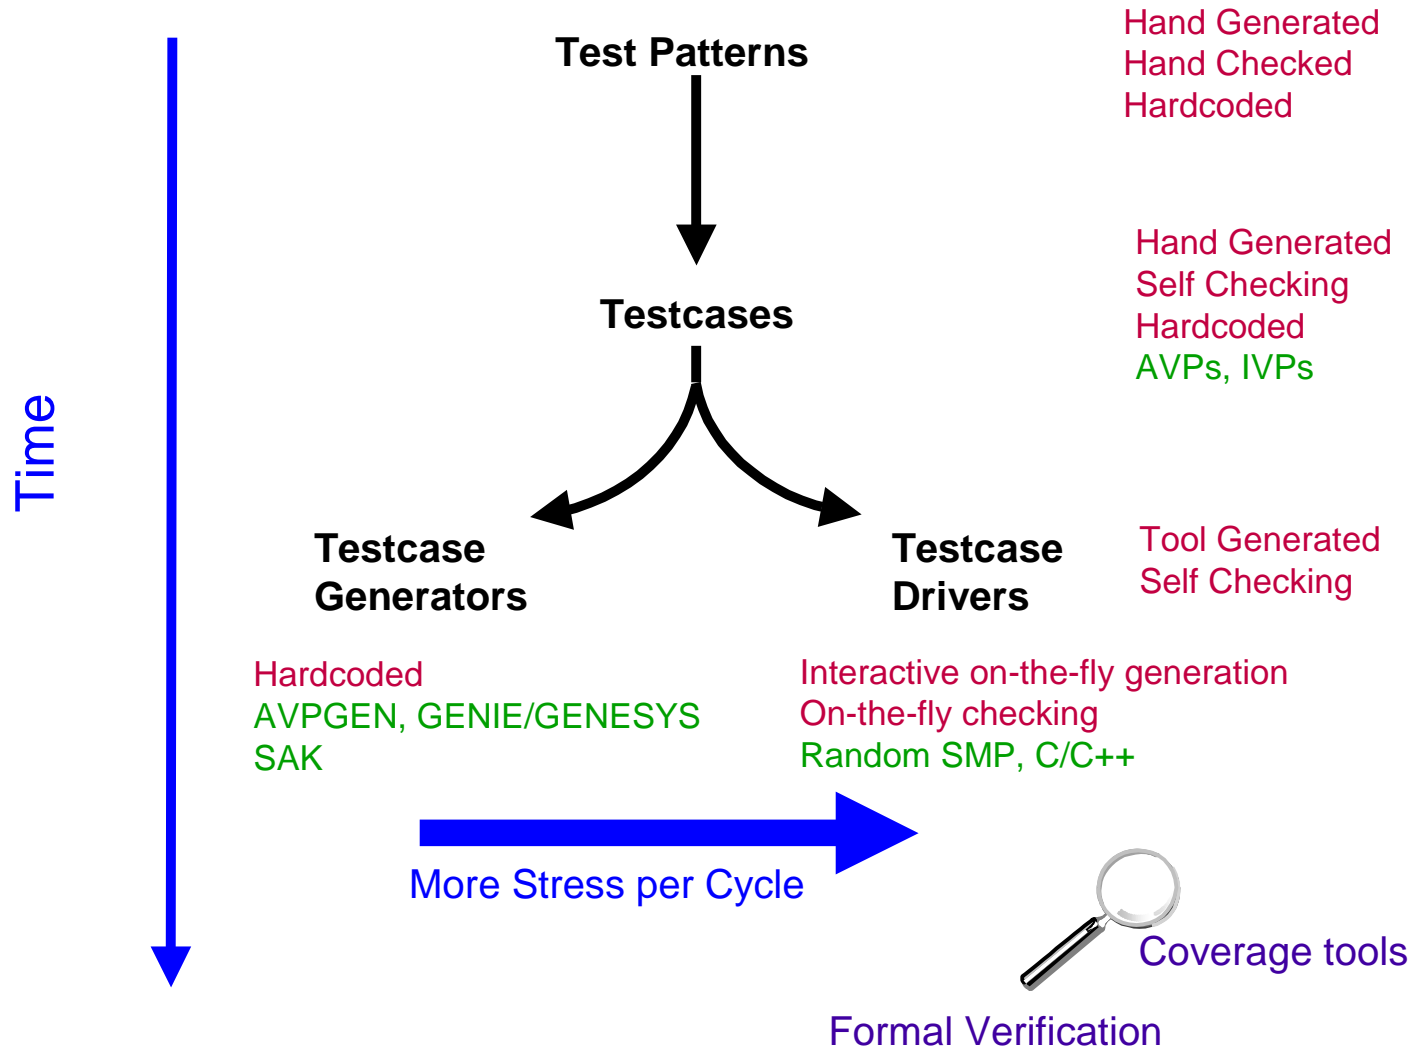 Test Patterns
Hand Generated
Hand Checked
Hardcoded
Testcases
Hand Generated
Self Checking
Hardcoded
AVPs, IVPs
Time
Testcase
Generators
Testcase
Drivers
Tool Generated
Self Checking
Hardcoded
AVPGEN, GENIE/GENESYS
SAK
Interactive on-the-fly generation
On-the-fly checking
Random SMP, C/C++
More Stress per Cycle
Coverage tools
Formal Verification